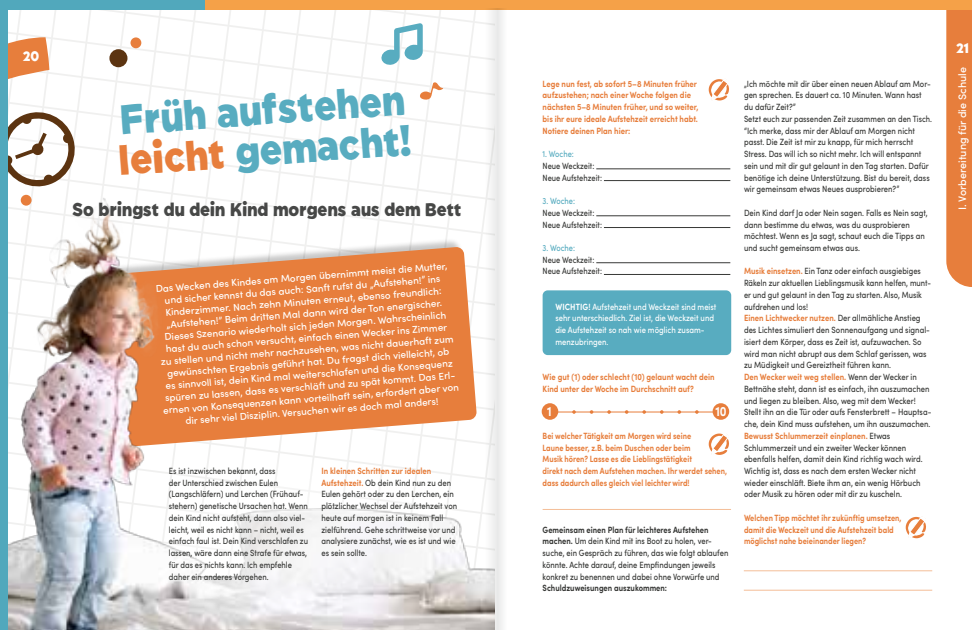 20
Früh aufstehen
leicht gemacht!
So bringst du dein Kind morgens aus dem Bett
Das Wecken des Kindes am Morgen übernimmt meist die Mutter,
und sicher kennst du das auch: Sanft rufst du „Aufstehen!" ins
Kinderzimmer. Nach zehn Minuten erneut, ebenso freundlich:
„Aufstehen!" Beim dritten Mal dann wird der Ton energischer.
Dieses Szenario wiederholt sich jeden Morgen. Wahrscheinlich
hast du auch schon versucht, einfach einen Wecker ins Zimmer
zu stellen und nicht mehr nachzusehen, was nicht dauerhaft zum
gewünschten Ergebnis geführt hat. Du fragst dich vielleicht, ob
es sinnvoll ist, dein Kind mal weiterschlafen und die Konsequenz
spüren zu lassen, dass es verschläft und zu spät kommt. Das Erl-
ernen von Konsequenzen kann vorteilhaft sein, erfordert aber von
dir sehr viel Disziplin. Versuchen wir es doch mal anders!
Es ist inzwischen bekannt, dass
der Unterschied zwischen Eulen
(Langschläfern) und Lerchen (Frühauf-
stehern) genetische Ursachen hat. Wenn
dein Kind nicht aufsteht, dann also viel-
leicht, weil es nicht kann – nicht, weil es
einfach faul ist. Dein Kind verschlafen zu
lassen, wäre dann eine Strafe für etwas,
für das es nichts kann. Ich empfehle
daher ein anderes Vorgehen.
In kleinen Schritten zur idealen
Aufstehzeit. Ob dein Kind nun zu den
Eulen gehört oder zu den Lerchen, ein
plötzlicher Wechsel der Aufstehzeit von
heute auf morgen ist in keinem Fall
zielführend. Gehe schrittweise vor und
analysiere zunächst, wie es ist und wie
es sein sollte.
Lege nun fest, ab sofort 5–8 Minuten früher
aufzustehen; nach einer Woche folgen die
nächsten 5–8 Minuten früher, und so weiter,
bis ihr eure ideale Aufstehzeit erreicht habt.
Notiere deinen Plan hier:
1. Woche:
Neue Weckzeit:
Neue Aufstehzeit:
3. Woche:
Neue Weckzeit:
Neue Aufstehzeit:
3. Woche:
Neue Weckzeit:
Neue Aufstehzeit:
WICHTIG! Aufstehzeit und Weckzeit sind meist
sehr unterschiedlich. Ziel ist, die Weckzeit und
die Aufstehzeit so nah wie möglich zusam-
menzubringen.
Wie gut (1) oder schlecht (10) gelaunt wacht dein
Kind unter der Woche im Durchschnitt auf?
1 10
Bei welcher Tätigkeit am Morgen wird seine
Laune besser, z.B. beim Duschen oder beim
Musik hören? Lasse es die Lieblingstätigkeit
direkt nach dem Aufstehen machen. Ihr werdet sehen,
dass dadurch alles gleich viel leichter wird!
Gemeinsam einen Plan für leichteres Aufstehen
machen. Um dein Kind mit ins Boot zu holen, ver-
suche, ein Gespräch zu führen, das wie folgt ablaufen
könnte. Achte darauf, deine Empfindungen jeweils
konkret zu benennen und dabei ohne Vorwürfe und
Schuldzuweisungen auszukommen:
„Ich möchte mit dir über einen neuen Ablauf am Mor-
gen sprechen. Es dauert ca. 10 Minuten. Wann hast
du dafür Zeit?"
Setzt euch zur passenden Zeit zusammen an den Tisch.
"Ich merke, dass mir der Ablauf am Morgen nicht
passt. Die Zeit ist mir zu knapp, für mich herrscht
Stress. Das will ich so nicht mehr. Ich will entspannt
sein und mit dir gut gelaunt in den Tag starten. Dafür
benötige ich deine Unterstützung. Bist du bereit, dass
wir gemeinsam etwas Neues ausprobieren?"
Dein Kind darf Ja oder Nein sagen. Falls es Nein sagt,
dann bestimme du etwas, was du ausprobieren
möchtest. Wenn es Ja sagt, schaut euch die Tipps an
und sucht gemeinsam etwas aus.
Musik einsetzen. Ein Tanz oder einfach ausgiebiges
Räkeln zur aktuellen Lieblingsmusik kann helfen, munt-
er und gut gelaunt in den Tag zu starten. Also, Musik
aufdrehen und los!
Einen Lichtwecker nutzen. Der allmähliche Anstieg
des Lichtes simuliert den Sonnenaufgang und signal-
isiert dem Körper, dass es Zeit ist, aufzuwachen. So
wird man nicht abrupt aus dem Schlaf gerissen, was
zu Müdigkeit und Gereiztheit führen kann.
Den Wecker weit weg stellen. Wenn der Wecker in
Bettnähe steht, dann ist es einfach, ihn auszumachen
und liegen zu bleiben. Also, weg mit dem Wecker!
Stellt ihn an die Tür oder aufs Fensterbrett – Hauptsa-
che, dein Kind muss aufstehen, um ihn auszumachen.
Bewusst Schlummerzeit einplanen. Etwas
Schlummerzeit und ein zweiter Wecker können
ebenfalls helfen, damit dein Kind richtig wach wird.
Wichtig ist, dass es nach dem ersten Wecker nicht
wieder einschläft. Biete ihm an, ein wenig Hörbuch
oder Musik zu hören oder mit dir zu kuscheln.
Welchen Tipp möchtet ihr zukünftig umsetzen,
damit die Weckzeit und die Aufstehzeit bald
möglichst nahe beieinander liegen?
21
I. Vorbereitung für die Schule